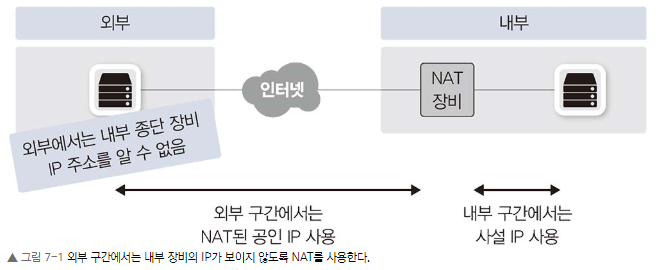 외부
내부
인터넷
NAT
장비
외부에서는 내부 종단 장비
IP 주소를 알 수 없음
외부 구간에서는
NAT된 공인 IP 사용
내부 구간에서는
사설 IP 사용
▲ 그림 7-1 외부 구간에서는 내부 장비의 IP가 보이지 않도록 NAT를 사용한다.